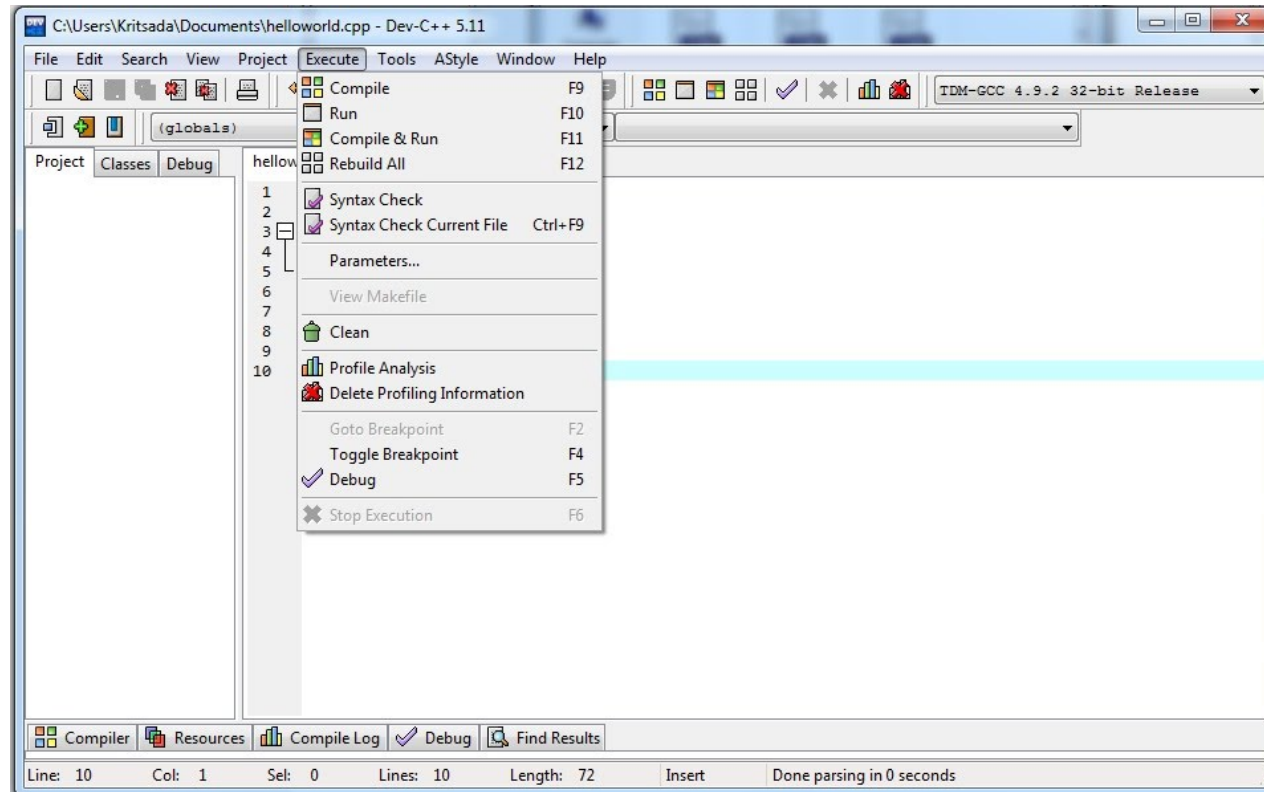 C:\Users\Kritsada\Documents\helloworld.cpp - Dev-C++ 5.11
File Edit Search View Project Execute Tools AStyle Window Help
TDM-GCC 4.9.2 32-bit Release
(globals)
Project Classes Debug
hellow
Compile F9
Run F10
Compile & Run F11
Rebuild All F12
Syntax Check
Syntax Check Current File Ctrl+F9
Parameters...
View Makefile
Clean
Profile Analysis
Delete Profiling Information
Goto Breakpoint F2
Toggle Breakpoint F4
Debug F5
Stop Execution F6
1
2
3
4
5
6
7
8
9
10
Compiler Resources Compile Log Debug Find Results
Line: 10 Col: 1 Sel: 0 Lines: 10 Length: 72 Insert Done parsing in 0 seconds